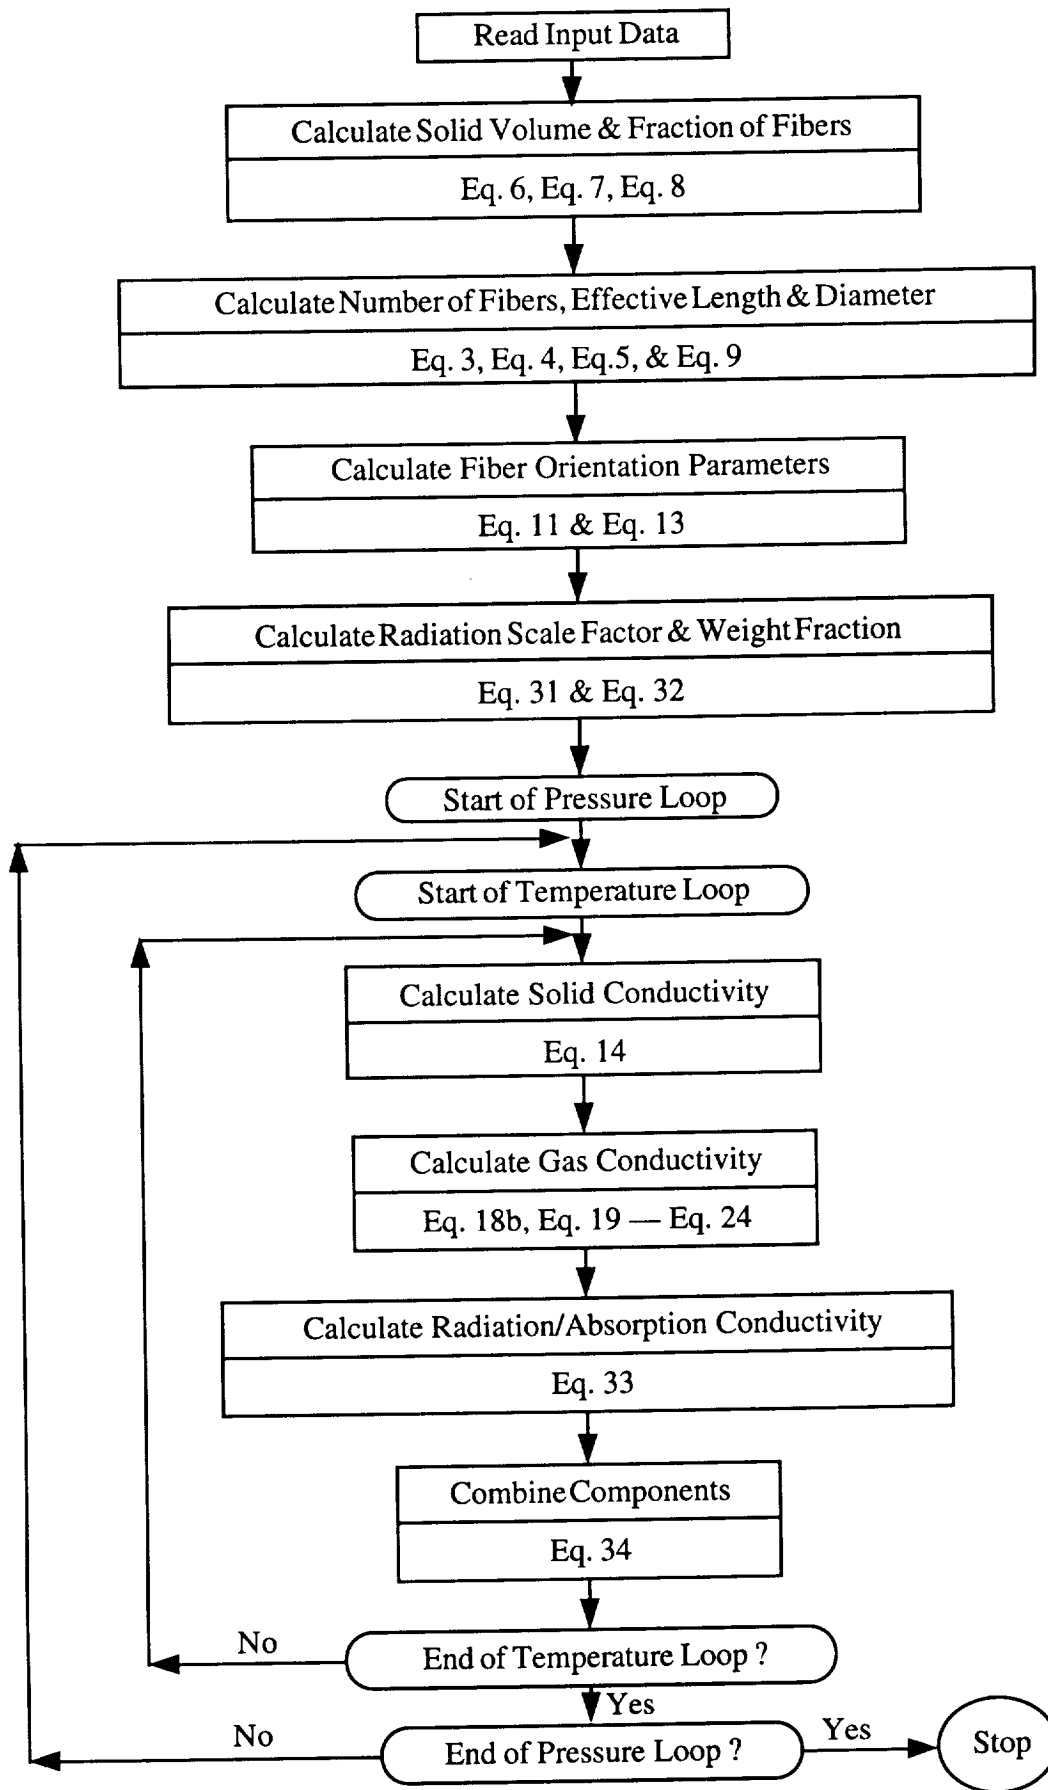 Read Input Data
Calculate Solid Volume & Fraction of Fibers
Eq. 6, Eq. 7, Eq. 8
Calculate Number of Fibers, Effective Length & Diameter
Eq. 3, Eq. 4, Eq.5, & Eq. 9
Calculate Fiber Orientation Parameters
Eq. 11 & Eq. 13
Calculate Radiation Scale Factor & Weight Fraction
Eq. 31 & Eq. 32
Start of Pressure Loop
Start of Temperature Loop
Calculate Solid Conductivity
Eq. 14
Calculate Gas Conductivity
Eq. 18b, Eq. 19 — Eq. 24
Calculate Radiation/Absorption Conductivity
Eq. 33
Combine Components
Eq. 34
No
End of Temperature Loop ?
Yes
No
End of Pressure Loop ?
Yes
Stop